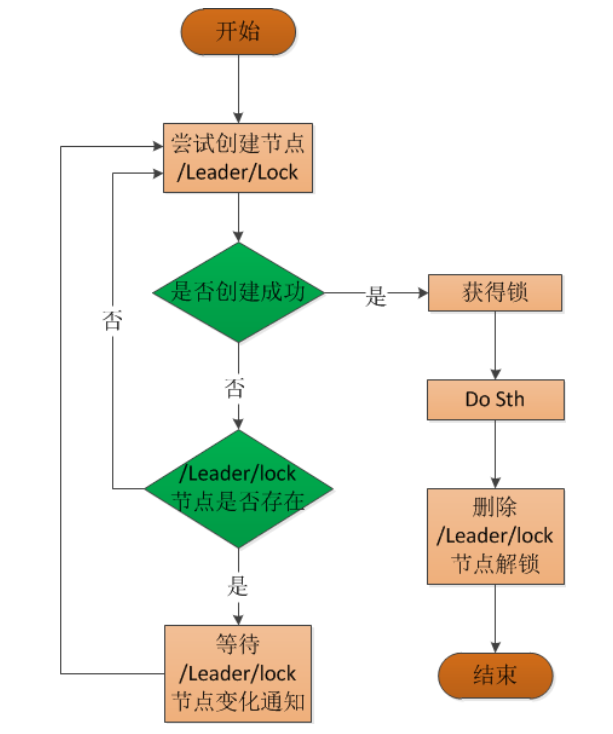 开始
尝试创建节点
/Leader/Lock
是否创建成功
是
获得锁
否
否
Do Sth
/Leader/lock
节点是否存在
删除
/Leader/lock
节点解锁
是
等待
/Leader/lock
节点变化通知
结束